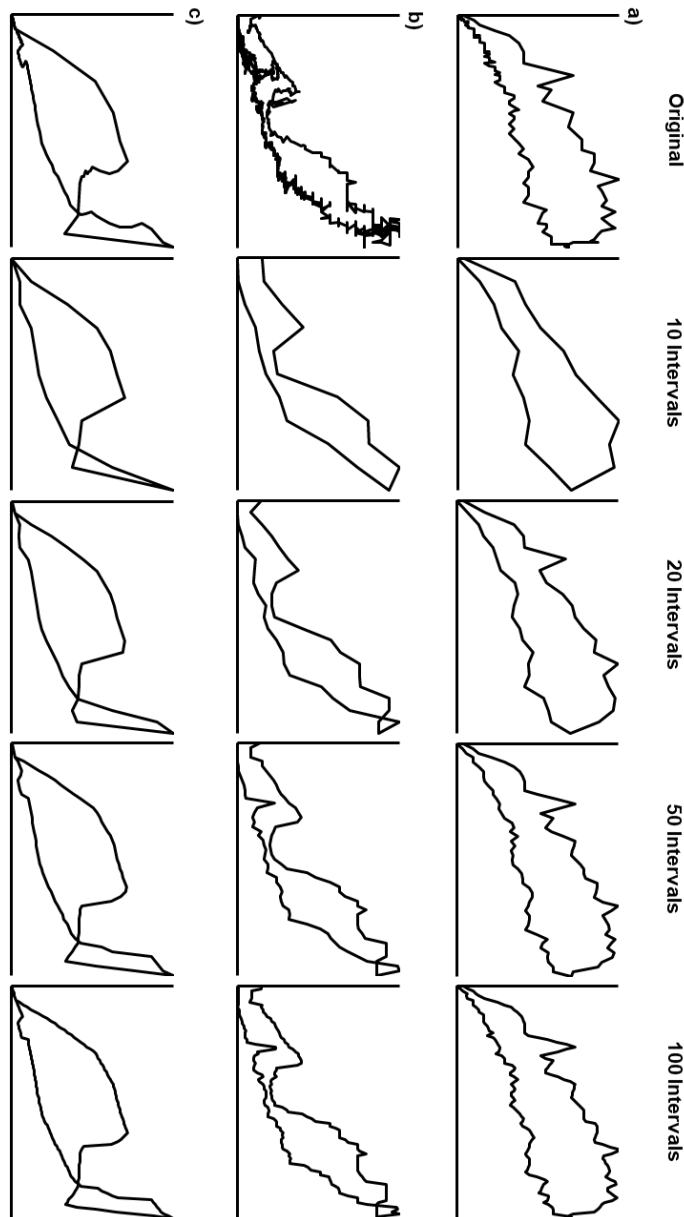 Original
10 Intervals
20 Intervals
50 Intervals
100 Intervals
a)
b)
c)